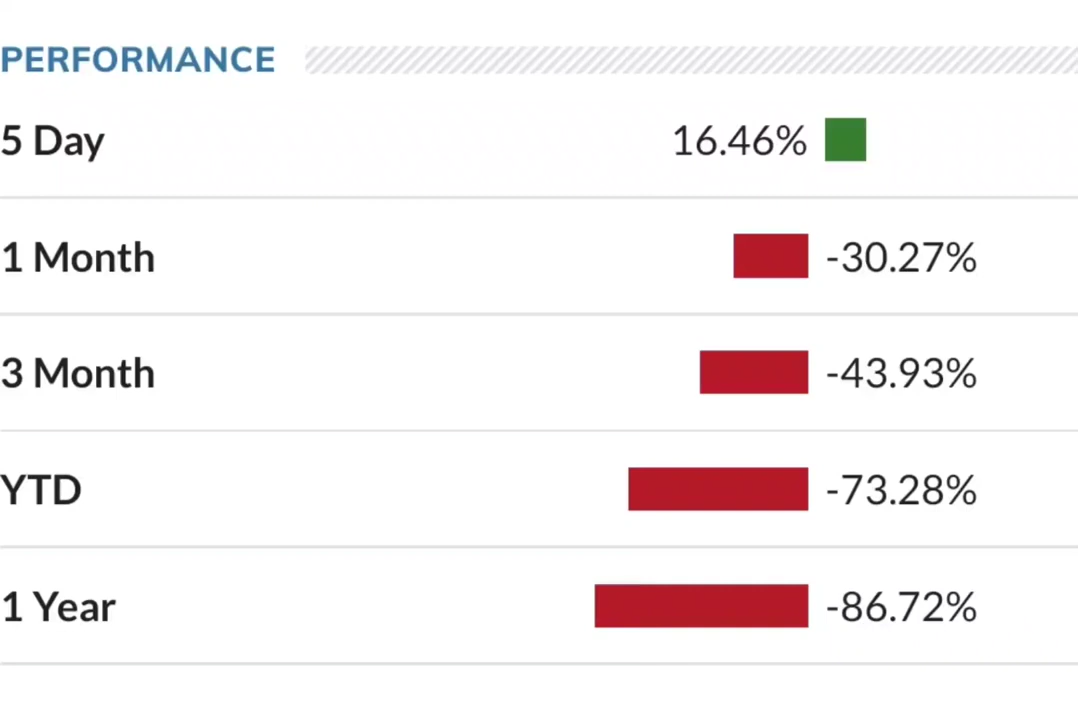 PERFORMANCE
5 Day 16.46%
1 Month -30.27%
3 Month -43.93%
YTD -73.28%
1 Year -86.72%